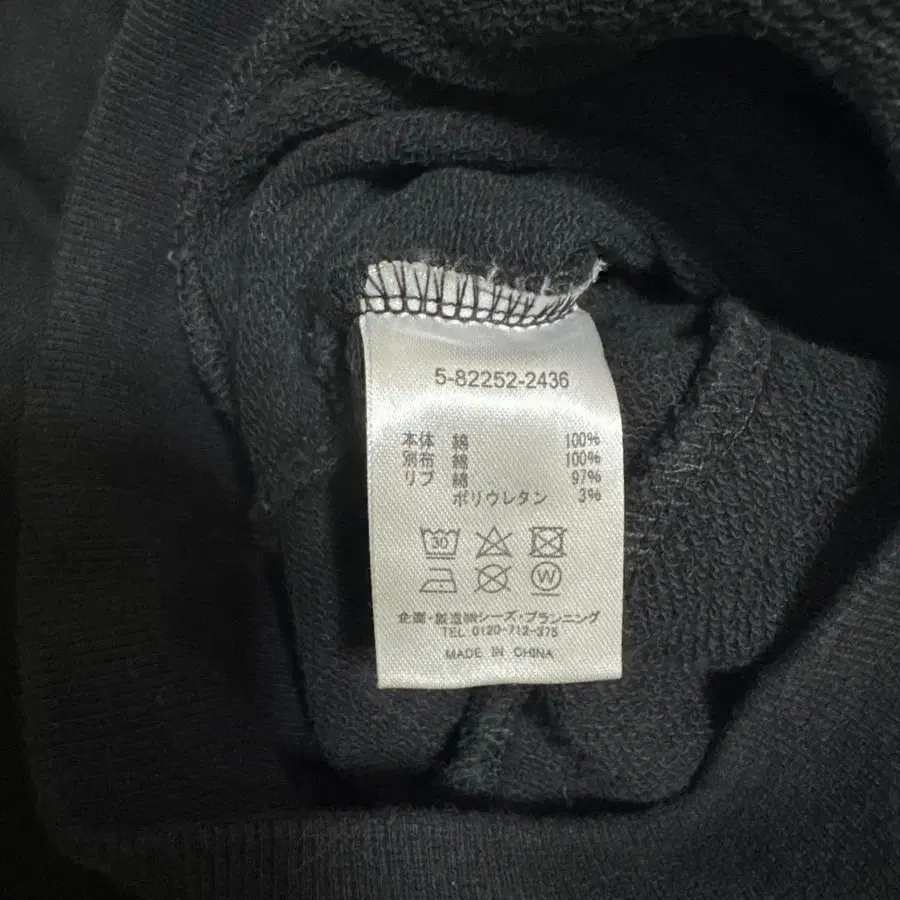 5-82252-2436
本体 綿 100%
別布 綿 100%
リブ 綿 97%
ポリウレタン 3%
30
W
企画・製造㈱シーズ・プランニング
TEL 0120-712-375
MADE IN CHINA